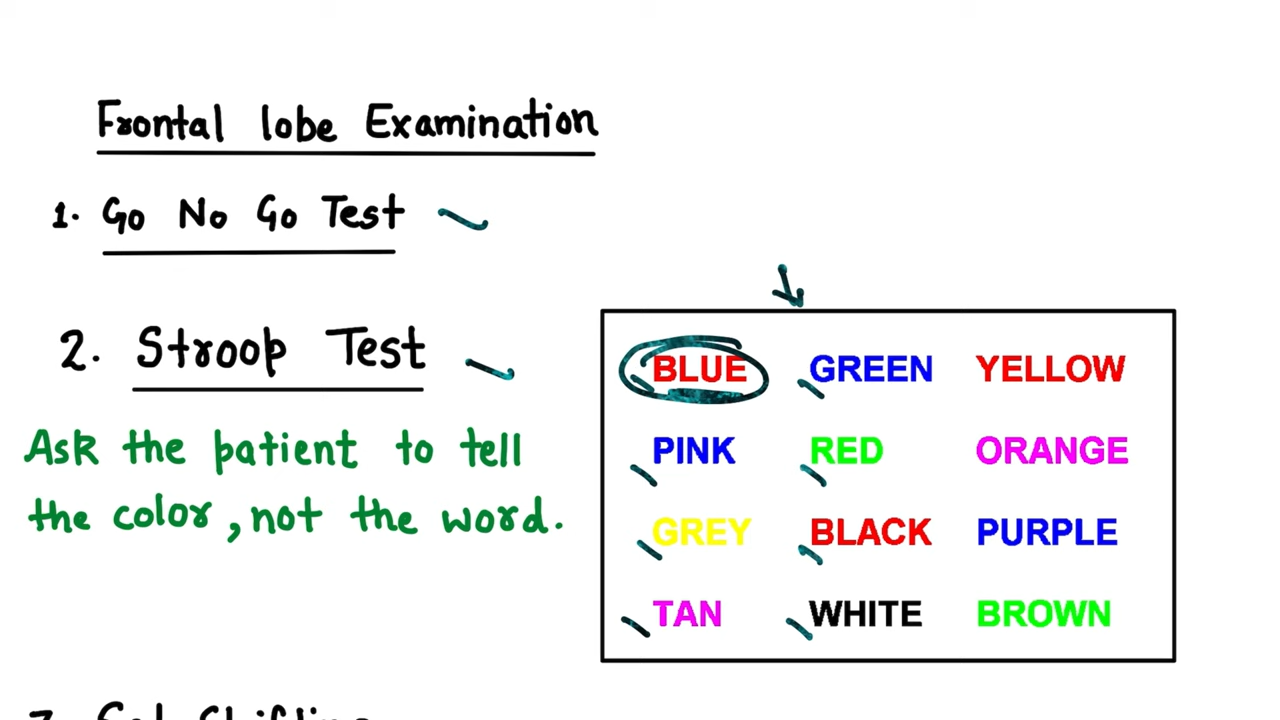 Frontal lobe Examination
1. Go No Go Test
2. Stroop Test
Ask the patient to tell
the color, not the word.
BLUE GREEN YELLOW
PINK RED ORANGE
GREY BLACK PURPLE
TAN WHITE BROWN